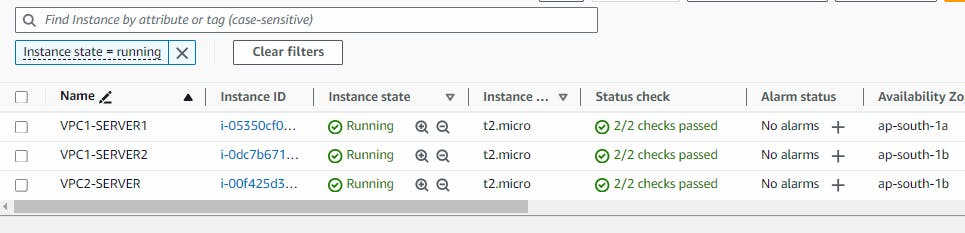 Find Instance by attribute or tag (case-sensitive)
Instance state = running Clear filters
Name Instance ID Instance state Instance ... Status check Alarm status Availability Zo
VPC1-SERVER1 i-05350cf0... Running t2.micro 2/2 checks passed No alarms + ap-south-1a
VPC1-SERVER2 i-0dc7b671... Running t2.micro 2/2 checks passed No alarms + ap-south-1b
VPC2-SERVER i-00f425d3... Running t2.micro 2/2 checks passed No alarms + ap-south-1b